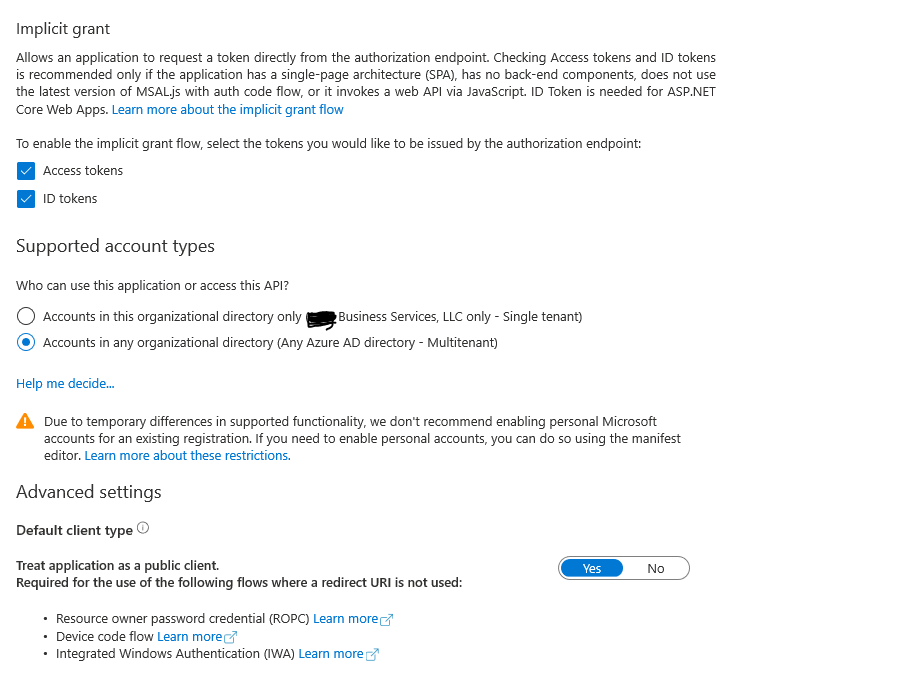 Implicit grant
Allows an application to request a token directly from the authorization endpoint. Checking Access tokens and ID tokens
is recommended only if the application has a single-page architecture (SPA), has no back-end components, does not use
the latest version of MSAL.js with auth code flow, or it invokes a web API via JavaScript. ID Token is needed for ASP.NET
Core Web Apps. Learn more about the implicit grant flow
To enable the implicit grant flow, select the tokens you would like to be issued by the authorization endpoint:
Access tokens
ID tokens
Supported account types
Who can use this application or access this API?
Accounts in this organizational directory only ( Business Services, LLC only - Single tenant)
Accounts in any organizational directory (Any Azure AD directory - Multitenant)
Help me decide...
Due to temporary differences in supported functionality, we don't recommend enabling personal Microsoft
accounts for an existing registration. If you need to enable personal accounts, you can do so using the manifest
editor. Learn more about these restrictions.
Advanced settings
Default client type
Treat application as a public client.
Yes No
Required for the use of the following flows where a redirect URI is not used:
• Resource owner password credential (ROPC) Learn more
• Device code flow Learn more
• Integrated Windows Authentication (IWA) Learn more